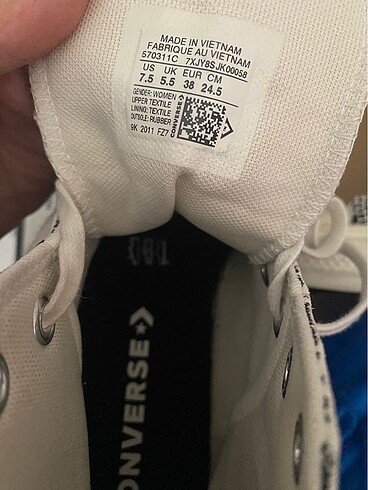 MADE IN VIETNAM
FABRIQUE AU VIETNAM
570311C 7XJY8SJK00058
US UK EUR CM
7.5 5.5 38 24.5
GENDER: WOMEN
UPPER: TEXTILE
LINING: TEXTILE
OUTSOLE: RUBBER
9K 2011 FZ7
CONVERSE
CONVERSE